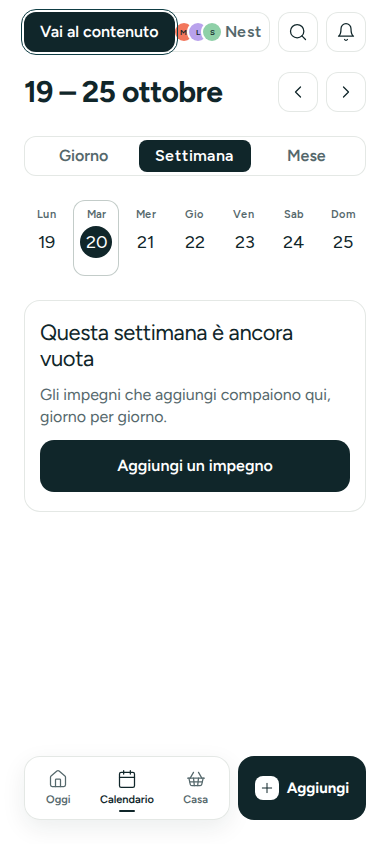 Vai al contenuto
M L S Nest
19 – 25 ottobre
Giorno Settimana Mese
Lun Mar Mer Gio Ven Sab Dom
19 20 21 22 23 24 25
Questa settimana è ancora
vuota
Gli impegni che aggiungi compaiono qui,
giorno per giorno.
Aggiungi un impegno
Oggi Calendario Casa
Aggiungi